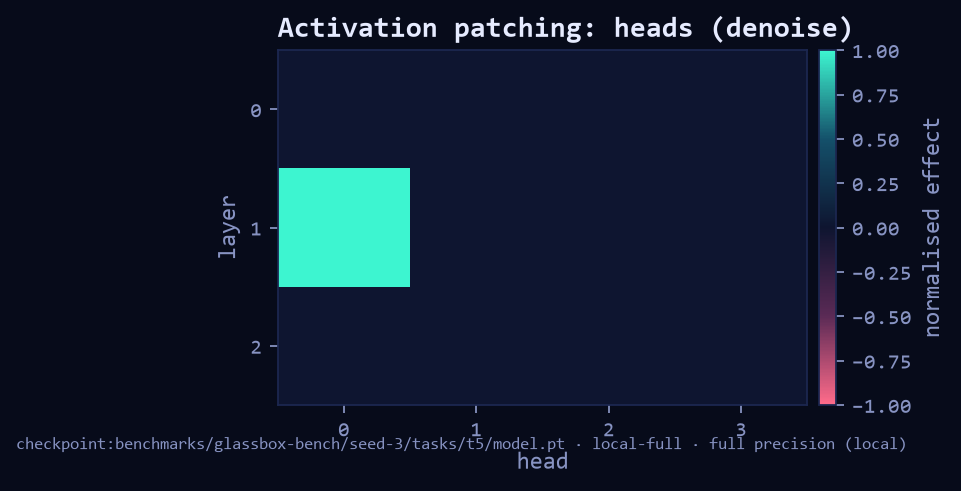 Activation patching: heads (denoise)
1.00
0.75
0.50
0.25
0.00
−0.25
−0.50
−0.75
−1.00
normalised effect
layer
0
1
2
0 1 2 3
checkpoint:benchmarks/glassbox-bench/seed-3/tasks/t5/model.pt · local-full · full precision (local)
head